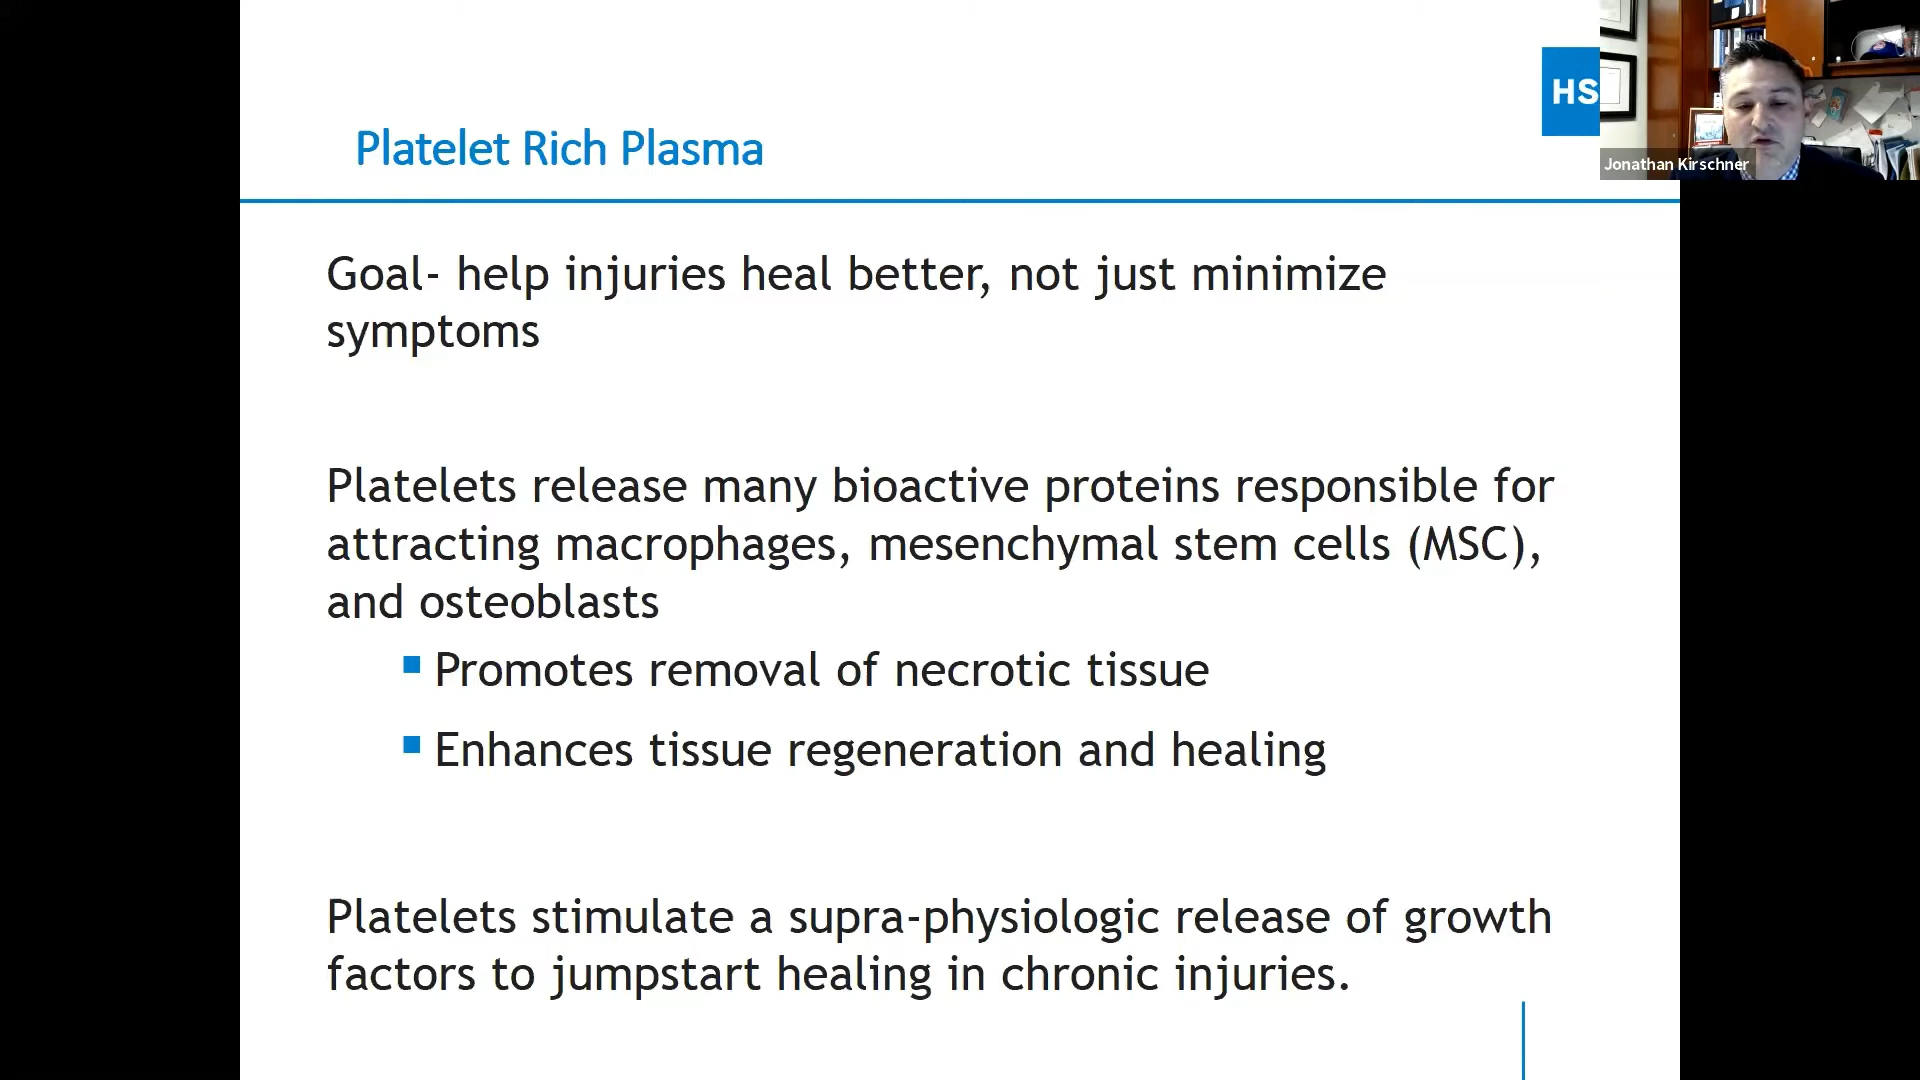 HS
Jonathan Kirschner
Platelet Rich Plasma
Goal- help injuries heal better, not just minimize
symptoms
Platelets release many bioactive proteins responsible for
attracting macrophages, mesenchymal stem cells (MSC),
and osteoblasts
Promotes removal of necrotic tissue
Enhances tissue regeneration and healing
Platelets stimulate a supra-physiologic release of growth
factors to jumpstart healing in chronic injuries.